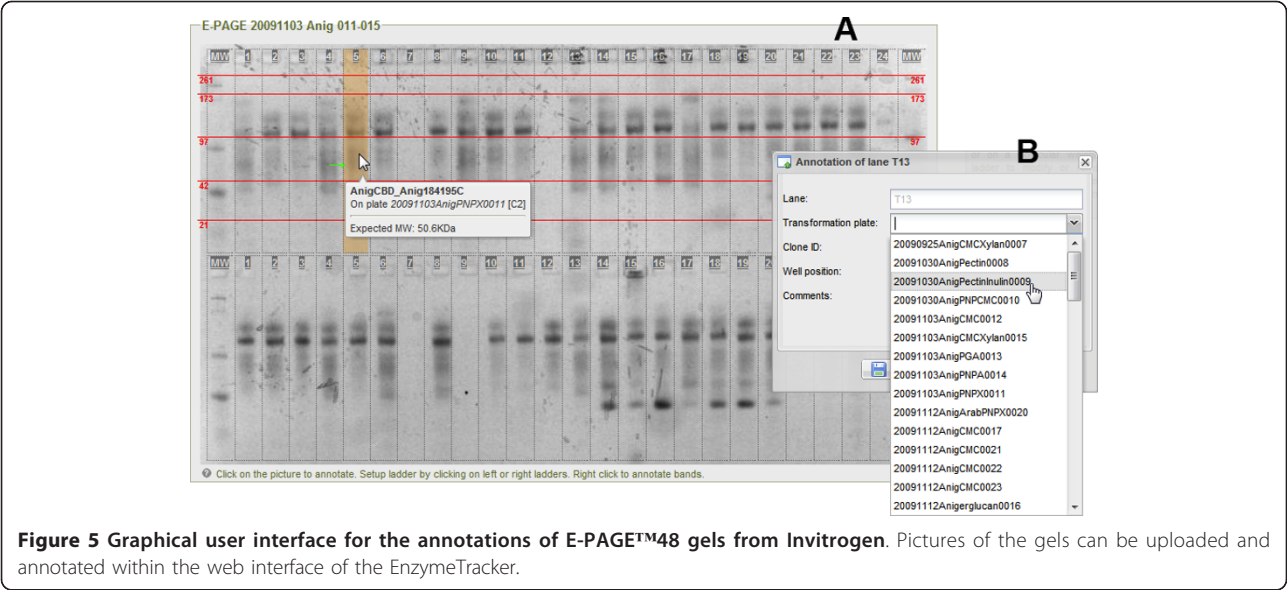 E-PAGE 20091103 Anig 011-015
A
MW 1 2 3 4 5 6 7 8 9 10 11 12 13 14 15 16 17 18 19 20 21 22 23 24 MW
261 261
173 173
97 97
42 42
21
AnigCBD_Anig184195C
On plate 20091103AnigPNPX0011 [C2]
Expected MW: 50.6KDa
MW 1 2 3 4 5 6 7 8 9 10 11 12 13 14 15 16 17 18 19
Click on the picture to annotate. Setup ladder by clicking on left or right ladders. Right click to annotate bands.
B
Annotation of lane T13
Lane: T13
Transformation plate:
Clone ID:
Well position:
Comments:
20090925AnigCMCXylan0007
20091030AnigPectin0008
20091030AnigPectinInulin0009
20091030AnigPNPCMC0010
20091103AnigCMC0012
20091103AnigCMCXylan0015
20091103AnigPGA0013
20091103AnigPNPA0014
20091103AnigPNPX0011
20091112AnigArabPNPX0020
20091112AnigCMC0017
20091112AnigCMC0021
20091112AnigCMC0022
20091112AnigCMC0023
20091112Anigerglucan0016
Figure 5 Graphical user interface for the annotations of E-PAGE™48 gels from Invitrogen. Pictures of the gels can be uploaded and
annotated within the web interface of the EnzymeTracker.